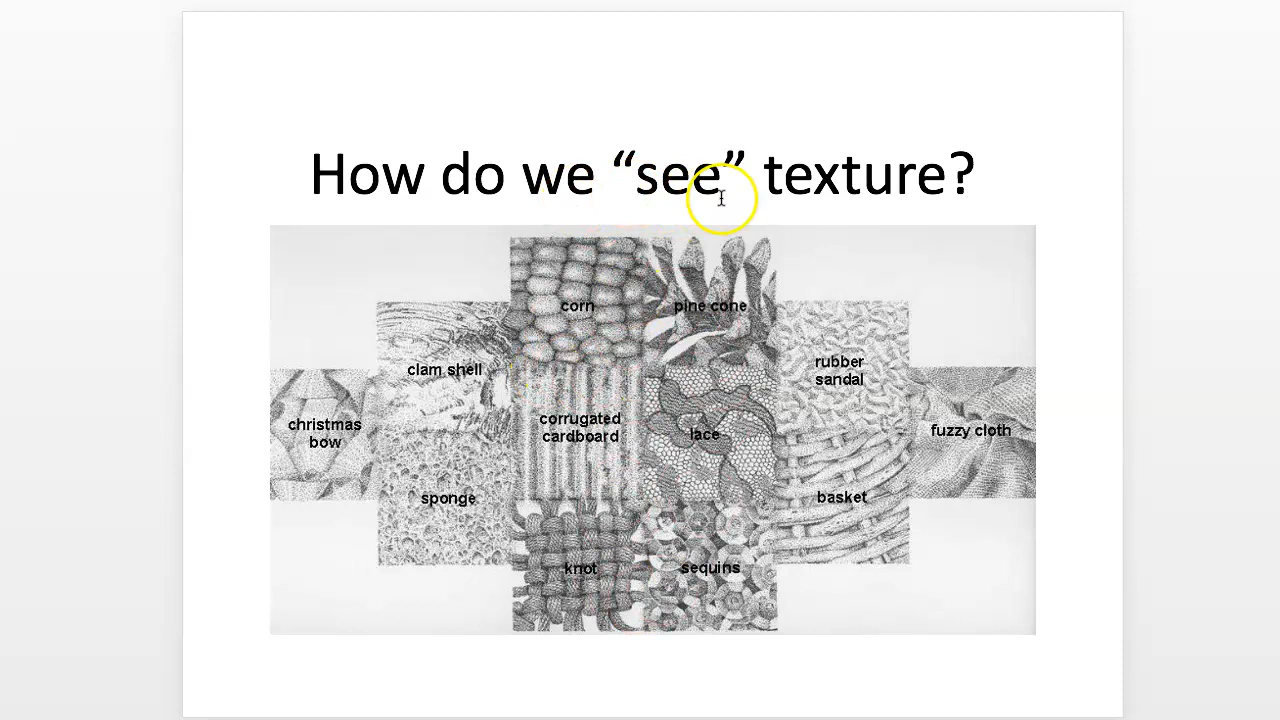 How do we “see” texture?
corn
pine cone
clam shell
rubber
sandal
christmas
bow
corrugated
cardboard
lace
fuzzy cloth
sponge
basket
knot
sequins